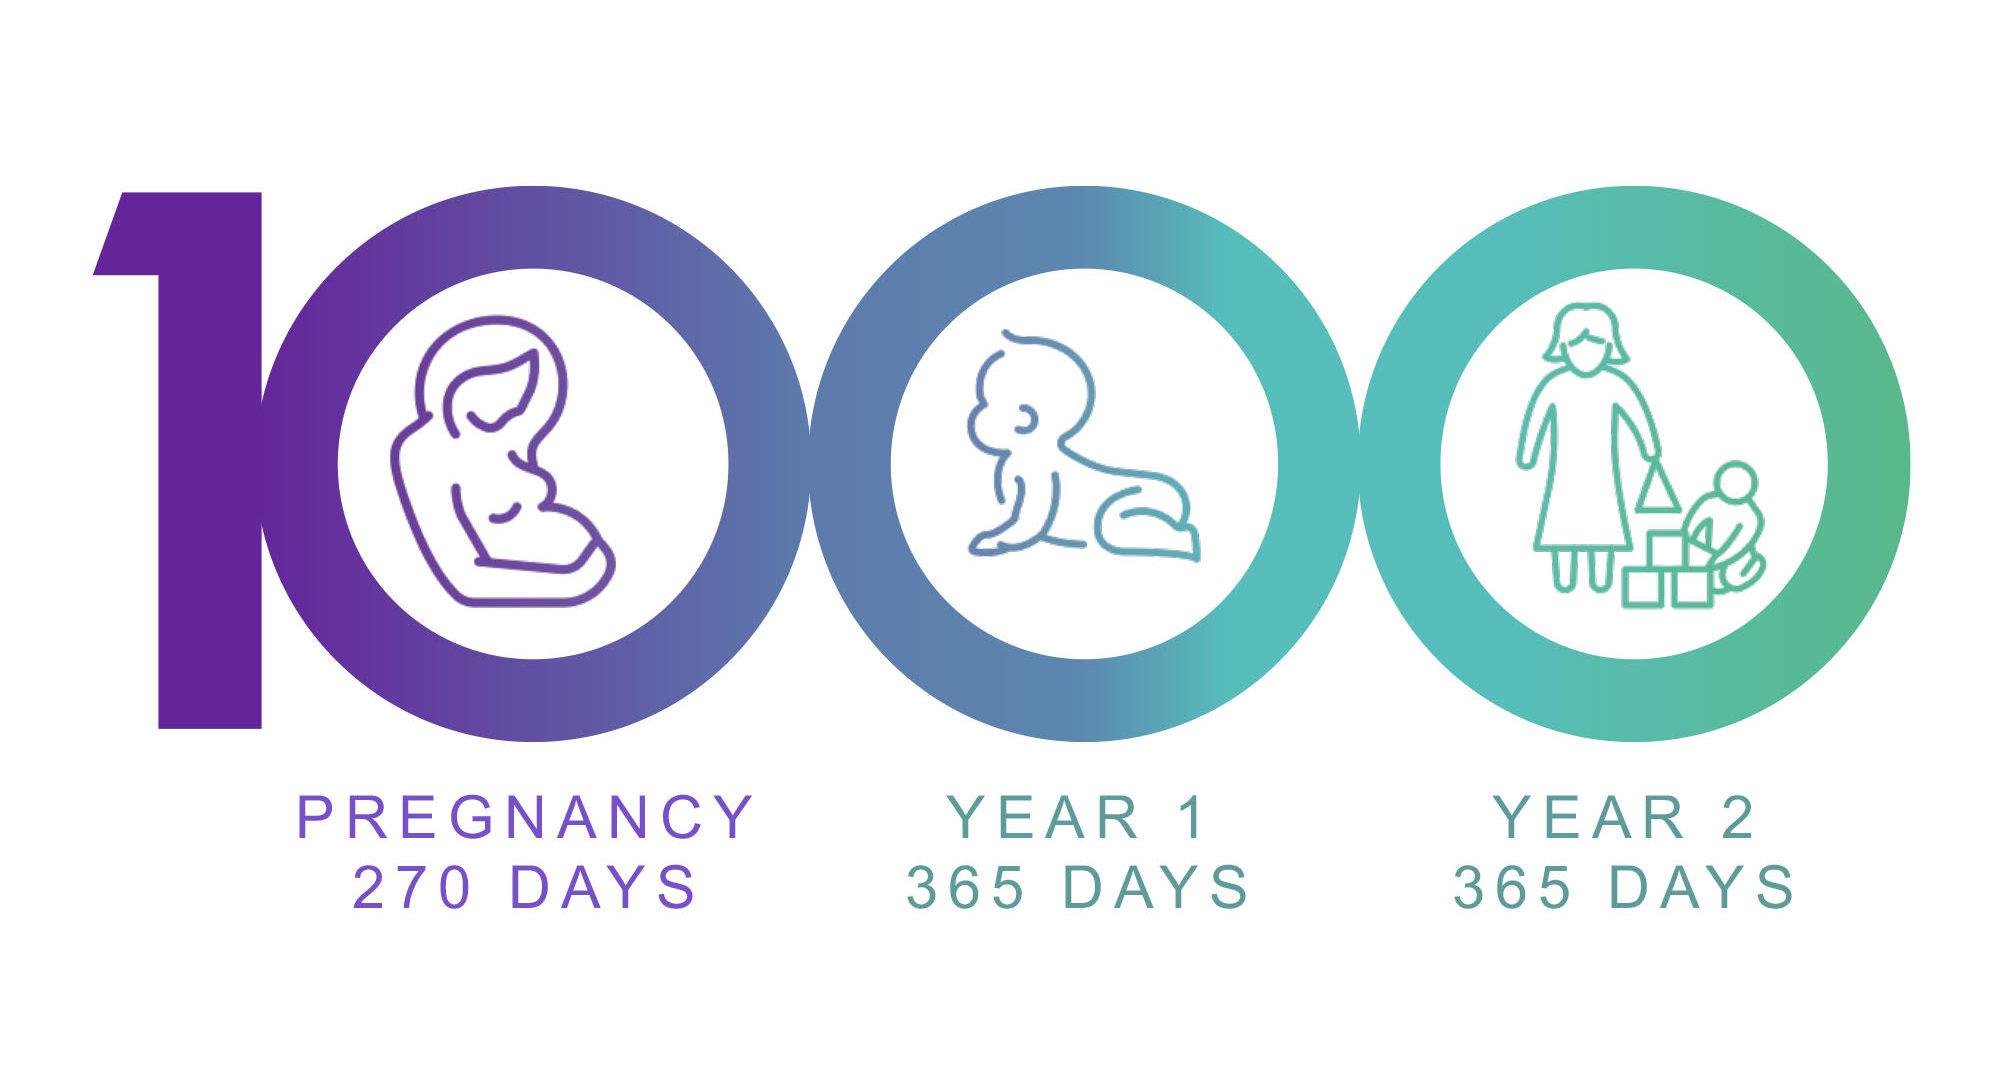 1000
PREGNANCY
270 DAYS
YEAR 1
365 DAYS
YEAR 2
365 DAYS